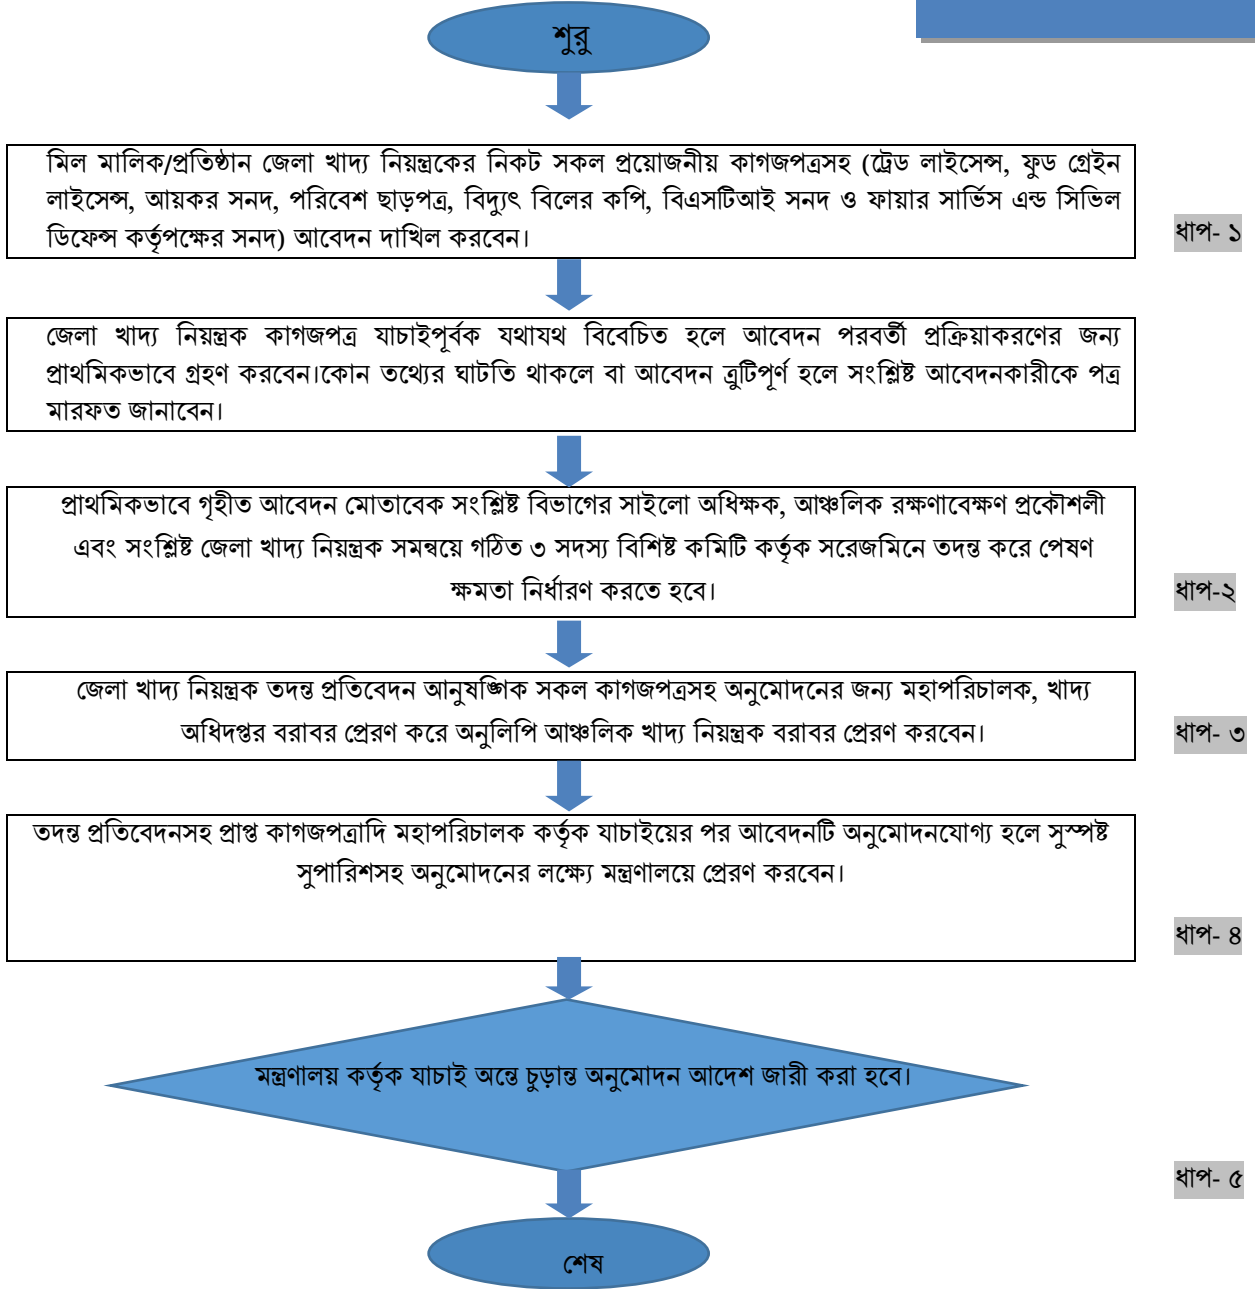 শুরু
মিল মালিক/প্রতিষ্ঠান জেলা খাদ্য নিয়ন্ত্রকের নিকট সকল প্রয়োজনীয় কাগজপত্রসহ (ট্রেড লাইসেন্স, ফুড গ্রেইন
লাইসেন্স, আয়কর সনদ, পরিবেশ ছাড়পত্র, বিদ্যুৎ বিলের কপি, বিএসটিআই সনদ ও ফায়ার সার্ভিস এন্ড সিভিল
ডিফেন্স কর্তৃপক্ষের সনদ) আবেদন দাখিল করবেন।
ধাপ- ১
জেলা খাদ্য নিয়ন্ত্রক কাগজপত্র যাচাইপূর্বক যথাযথ বিবেচিত হলে আবেদন পরবর্তী প্রক্রিয়াকরণের জন্য
প্রাথমিকভাবে গ্রহণ করবেন।কোন তথ্যের ঘাটতি থাকলে বা আবেদন ত্রুটিপূর্ণ হলে সংশ্লিষ্ট আবেদনকারীকে পত্র
মারফত জানাবেন।
প্রাথমিকভাবে গৃহীত আবেদন মোতাবেক সংশ্লিষ্ট বিভাগের সাইলো অধিক্ষক, আঞ্চলিক রক্ষণাবেক্ষণ প্রকৌশলী
এবং সংশ্লিষ্ট জেলা খাদ্য নিয়ন্ত্রক সমন্বয়ে গঠিত ৩ সদস্য বিশিষ্ট কমিটি কর্তৃক সরেজমিনে তদন্ত করে পেষণ
ক্ষমতা নির্ধারণ করতে হবে।
ধাপ-২
জেলা খাদ্য নিয়ন্ত্রক তদন্ত প্রতিবেদন আনুষঙ্গিক সকল কাগজপত্রসহ অনুমোদনের জন্য মহাপরিচালক, খাদ্য
অধিদপ্তর বরাবর প্রেরণ করে অনুলিপি আঞ্চলিক খাদ্য নিয়ন্ত্রক বরাবর প্রেরণ করবেন।
ধাপ- ৩
তদন্ত প্রতিবেদনসহ প্রাপ্ত কাগজপত্রাদি মহাপরিচালক কর্তৃক যাচাইয়ের পর আবেদনটি অনুমোদনযোগ্য হলে সুস্পষ্ট
সুপারিশসহ অনুমোদনের লক্ষ্যে মন্ত্রণালয়ে প্রেরণ করবেন।
ধাপ- ৪
মন্ত্রণালয় কর্তৃক যাচাই অন্তে চুড়ান্ত অনুমোদন আদেশ জারী করা হবে।
ধাপ- ৫
শেষ